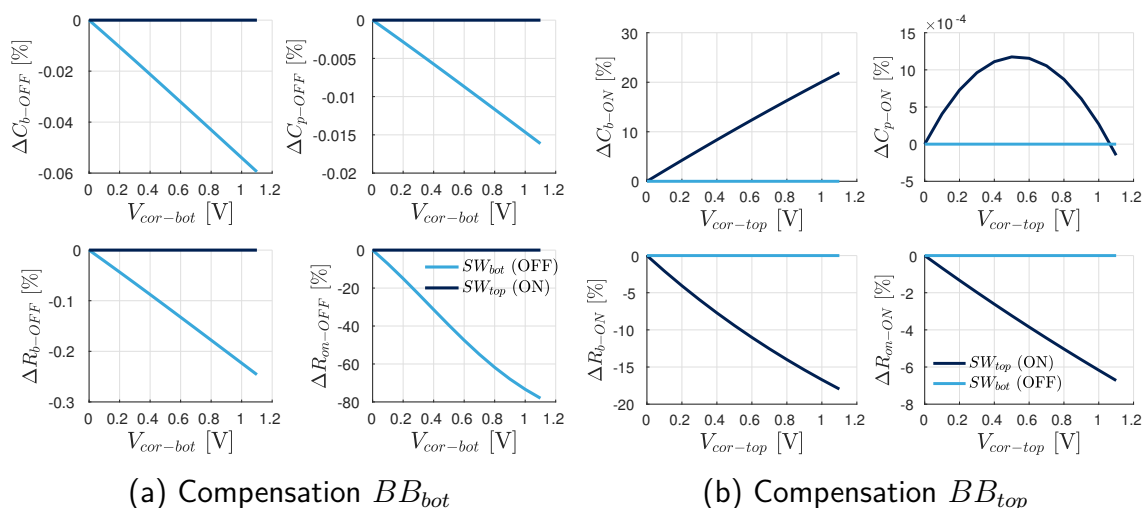 ΔC_{b−OFF} [%]
0
-0.02
-0.04
-0.06
0 0.2 0.4 0.6 0.8 1.0 1.2
V_{cor−bot} [V]
ΔC_{p−OFF} [%]
0
-0.005
-0.01
-0.015
-0.02
0 0.2 0.4 0.6 0.8 1.0 1.2
V_{cor−bot} [V]
ΔC_{b−ON} [%]
30
20
10
0
0 0.2 0.4 0.6 0.8 1.0 1.2
V_{cor−top} [V]
×10^{-4}
ΔC_{p−ON} [%]
15
10
5
0
-5
0 0.2 0.4 0.6 0.8 1.0 1.2
V_{cor−top} [V]
ΔR_{b−OFF} [%]
0
-0.1
-0.2
-0.3
0 0.2 0.4 0.6 0.8 1.0 1.2
V_{cor−bot} [V]
ΔR_{on−OFF} [%]
0
-20
-40
-60
-80
SW_{bot} (OFF)
SW_{top} (ON)
0 0.2 0.4 0.6 0.8 1.0 1.2
V_{cor−bot} [V]
ΔR_{b−ON} [%]
0
-5
-10
-15
-20
0 0.2 0.4 0.6 0.8 1.0 1.2
V_{cor−top} [V]
ΔR_{on−ON} [%]
0
-2
-4
-6
-8
SW_{top} (ON)
SW_{bot} (OFF)
0 0.2 0.4 0.6 0.8 1.0 1.2
V_{cor−top} [V]
(a) Compensation BB_{bot}
(b) Compensation BB_{top}